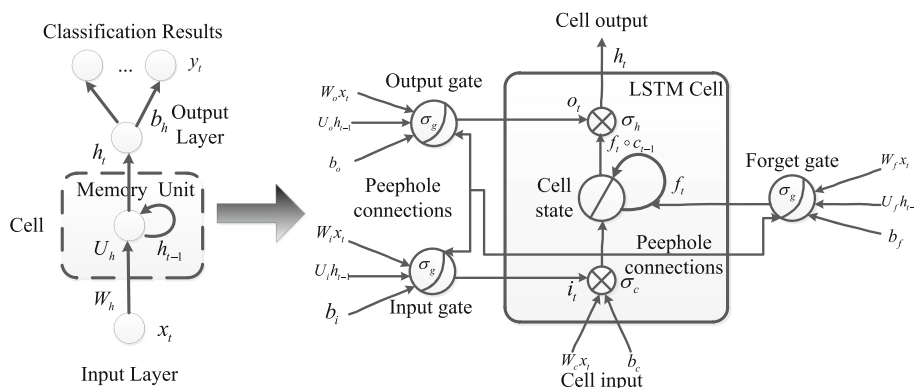 Classification Results
... y_t
b_h Output
Layer
h_t
Memory Unit
Cell
U_h h_{t-1}
W_h
x_t
Input Layer
Cell output
h_t
Output gate
LSTM Cell
W_o x_t
U_o h_{t-1}
b_o
σ_g
o_t
σ_h
f_t ∘ c_{t-1}
Cell
state
f_t
Forget gate
σ_g
W_f x_t
U_f h_{t-
b_f
Peephole
connections
Peephole
connections
W_i x_t
U_i h_{t-1}
b_i
σ_g
Input gate
i_t
σ_c
W_c x_t b_c
Cell input